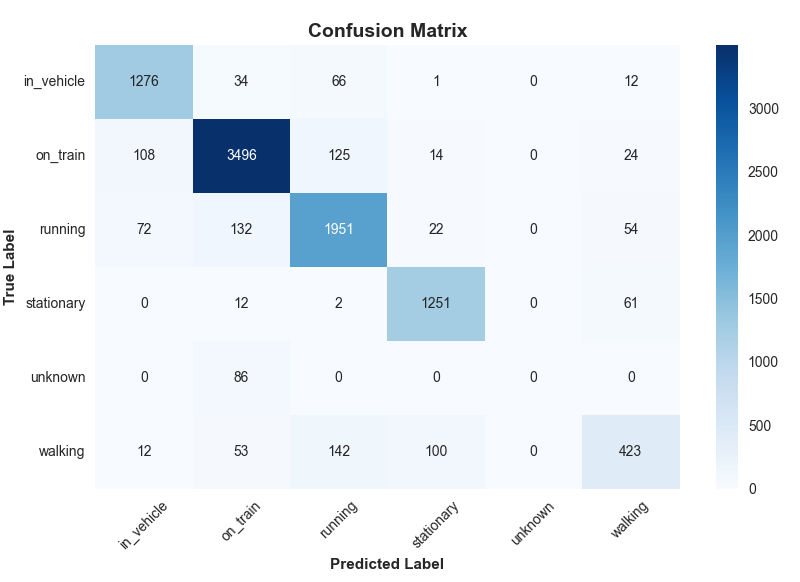 Confusion Matrix
in_vehicle 1276 34 66 1 0 12
on_train 108 3496 125 14 0 24
running 72 132 1951 22 0 54
stationary 0 12 2 1251 0 61
unknown 0 86 0 0 0 0
walking 12 53 142 100 0 423
True Label
in_vehicle on_train running stationary unknown walking
Predicted Label
3000
2500
2000
1500
1000
500
0